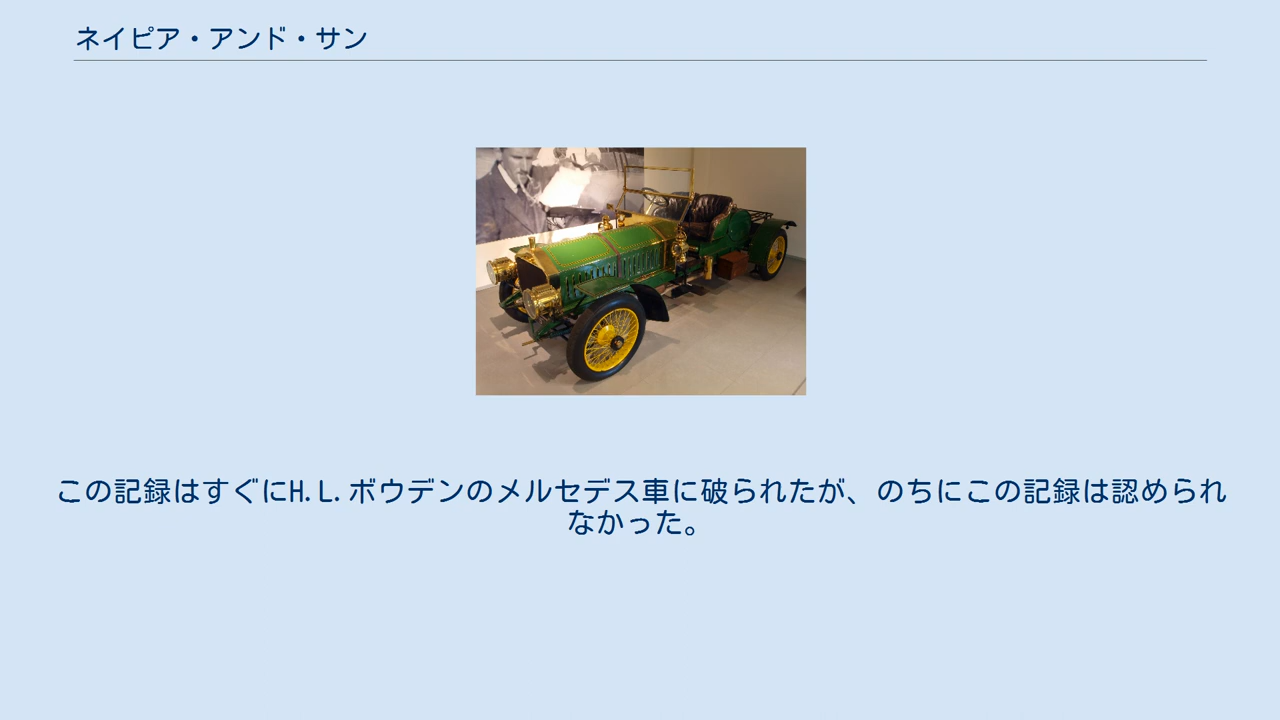 ネイピア・アンド・サン
この記録はすぐにH.L.ボウデンのメルセデス車に破られたが、のちにこの記録は認められ
なかった。